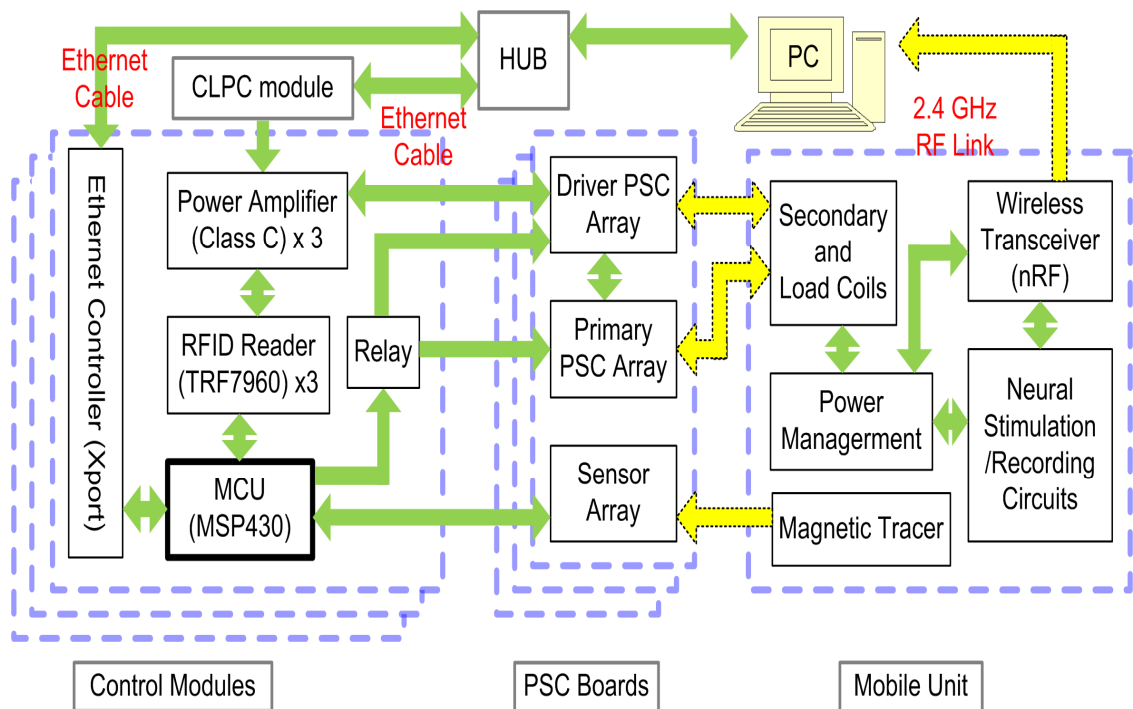 Ethernet
Cable
CLPC module
HUB
PC
Ethernet
Cable
2.4 GHz
RF Link
Ethernet Controller (Xport)
Power Amplifier
(Class C) x 3
RFID Reader
(TRF7960) x3
Relay
MCU
(MSP430)
Driver PSC
Array
Primary
PSC Array
Sensor
Array
Secondary
and
Load Coils
Wireless
Transceiver
(nRF)
Power
Managerment
Neural
Stimulation
/Recording
Circuits
Magnetic Tracer
Control Modules
PSC Boards
Mobile Unit